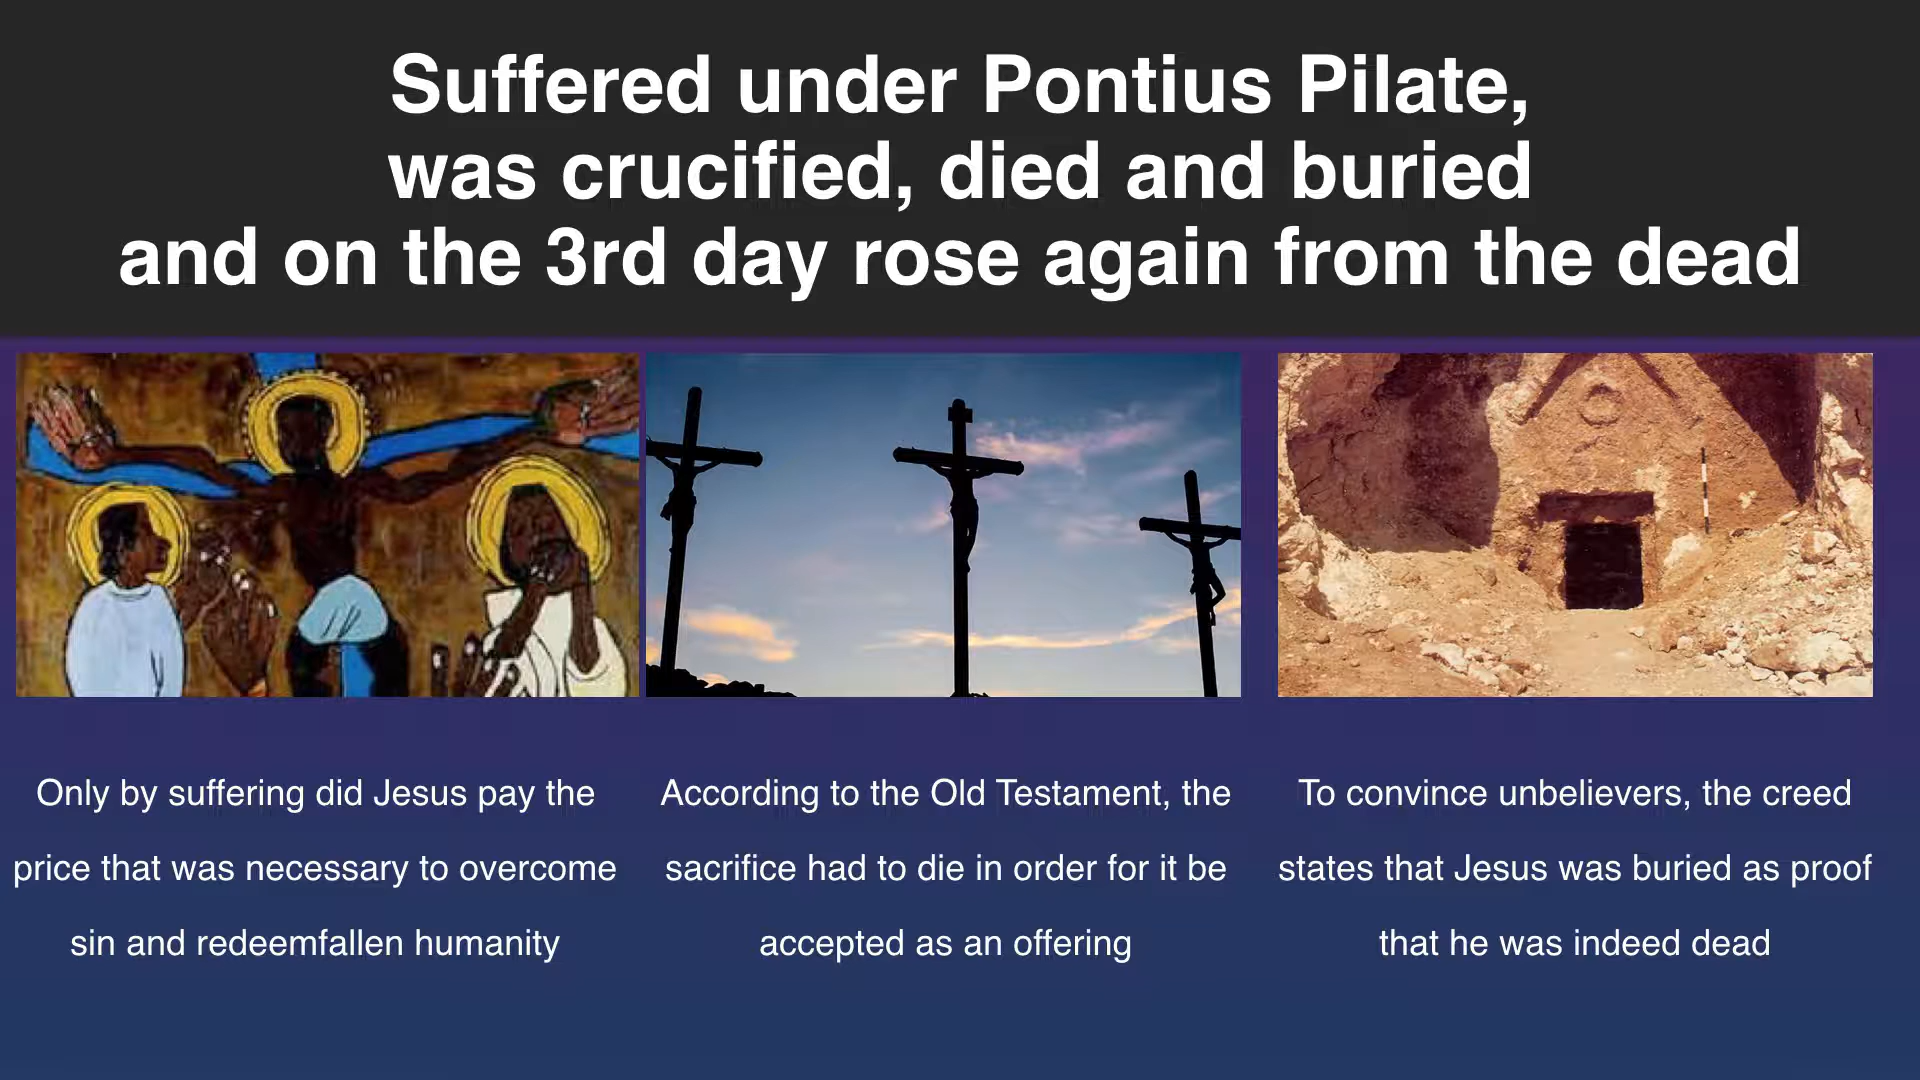 Suffered under Pontius Pilate,
was crucified, died and buried
and on the 3rd day rose again from the dead
Only by suffering did Jesus pay the
price that was necessary to overcome
sin and redeemfallen humanity
According to the Old Testament, the
sacrifice had to die in order for it be
accepted as an offering
To convince unbelievers, the creed
states that Jesus was buried as proof
that he was indeed dead